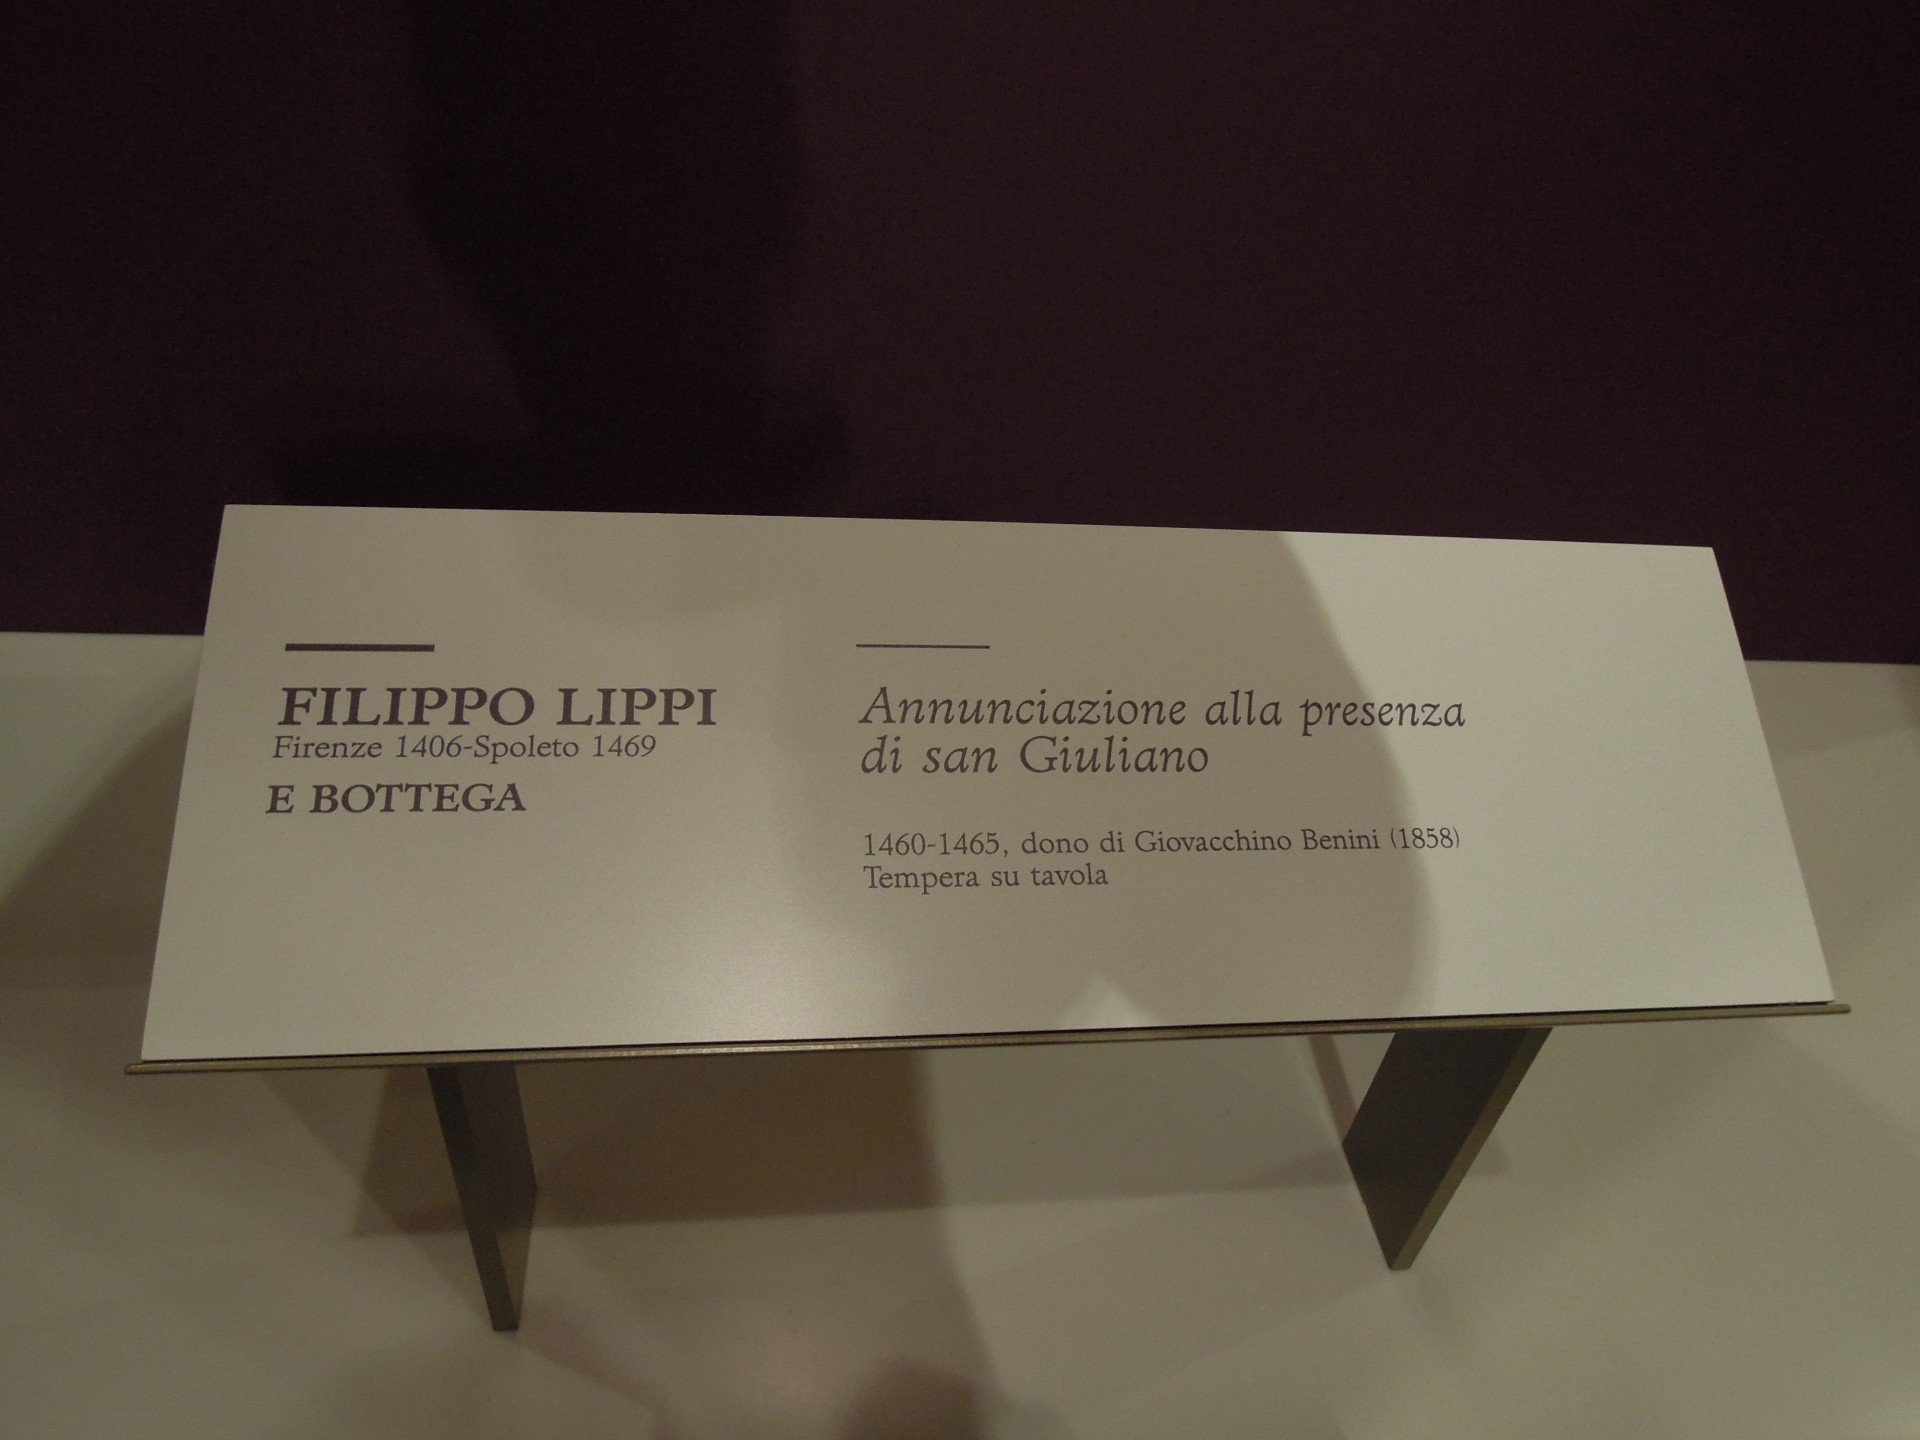 FILIPPO LIPPI
Firenze 1406-Spoleto 1469
E BOTTEGA
Annunciazione alla presenza
di san Giuliano
1460-1465, dono di Giovacchino Benini (1858)
Tempera su tavola